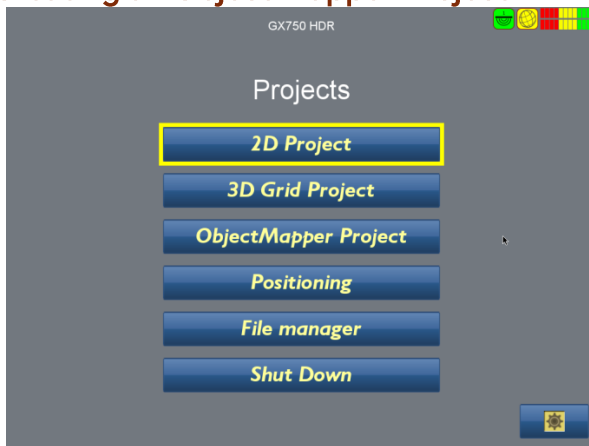 GX750 HDR
Projects
2D Project
3D Grid Project
ObjectMapper Project
Positioning
File manager
Shut Down